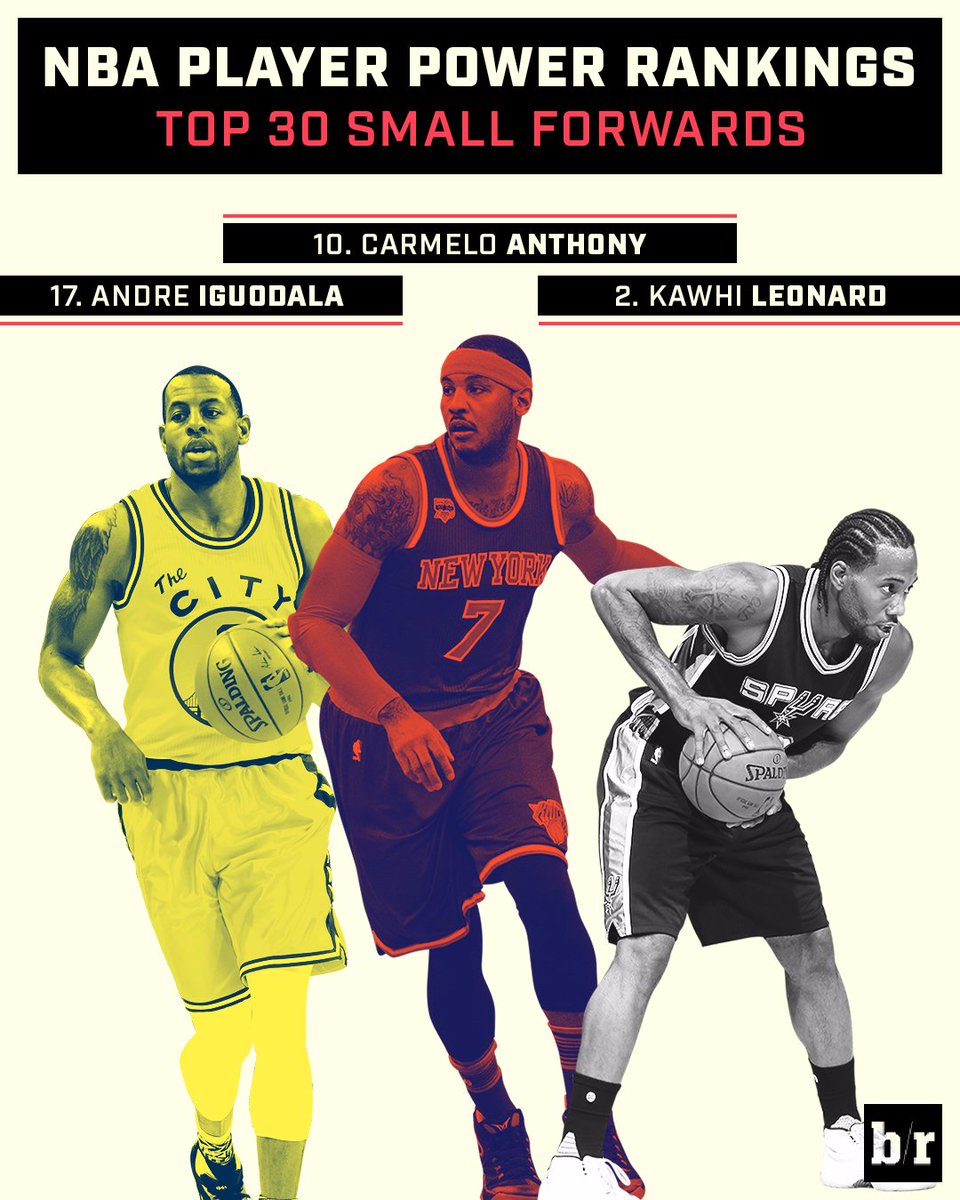 NBA PLAYER POWER RANKINGS
TOP 30 SMALL FORWARDS
10. CARMELO ANTHONY
17. ANDRE IGUODALA
2. KAWHI LEONARD
The
CITY
SPALDING
NEW YORK
7
SPURS
SPALD
b/r